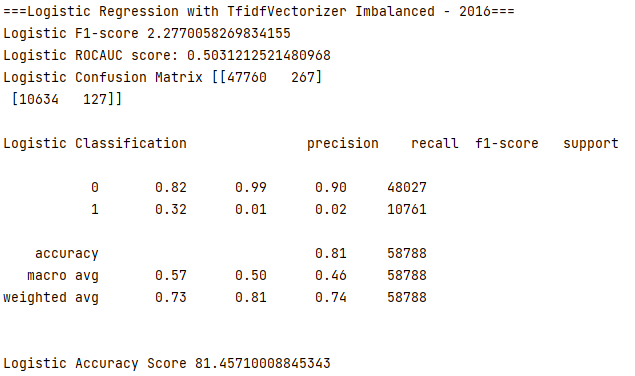 ===Logistic Regression with TfidfVectorizer Imbalanced - 2016===
Logistic F1-score 2.2770058269834155
Logistic ROCAUC score: 0.5031212521480968
Logistic Confusion Matrix [[47760   267]
 [10634   127]]
Logistic Classification               precision    recall  f1-score   support
           0       0.82      0.99      0.90     48027
           1       0.32      0.01      0.02     10761
    accuracy                           0.81     58788
   macro avg       0.57      0.50      0.46     58788
weighted avg       0.73      0.81      0.74     58788
Logistic Accuracy Score 81.45710008845343